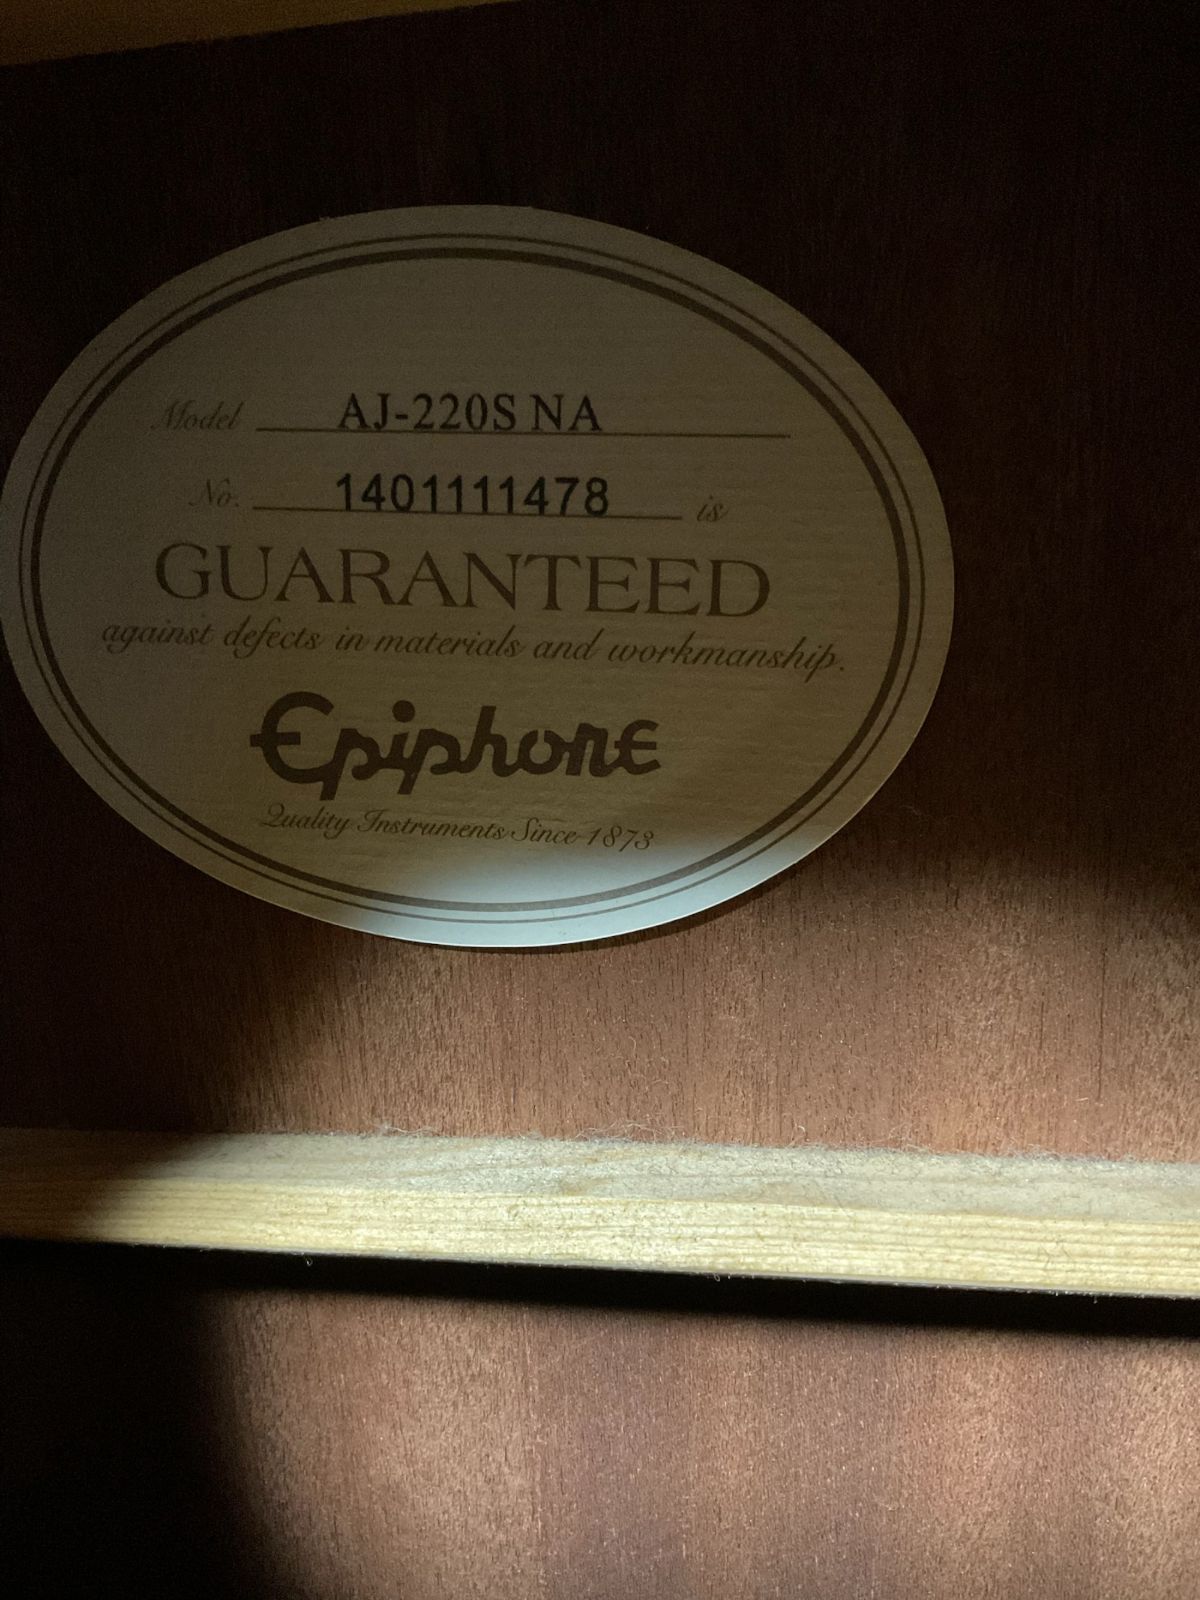 Model AJ-220S NA
No. 1401111478 is
GUARANTEED
against defects in materials and workmanship.
Epiphone
Quality Instruments Since 1873